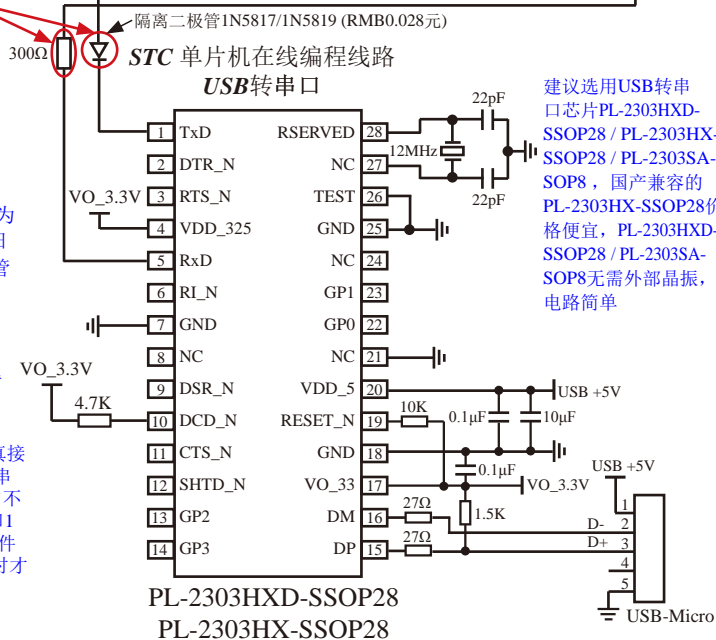 隔离二极管1N5817/1N5819 (RMB0.028元)
300Ω
STC 单片机在线编程线路
USB转串口
建议选用USB转串
口芯片PL-2303HXD-
SSOP28 / PL-2303HX-
SSOP28 / PL-2303SA-
SOP8 ，国产兼容的
PL-2303HX-SSOP28价
格便宜，PL-2303HXD-
SSOP28 / PL-2303SA-
SOP8无需外部晶振，
电路简单
1 TxD RSERVED 28
2 DTR_N NC 27
3 RTS_N TEST 26
4 VDD_325 GND 25
5 RxD NC 24
6 RI_N GP1 23
7 GND GP0 22
8 NC NC 21
9 DSR_N VDD_5 20
10 DCD_N RESET_N 19
11 CTS_N GND 18
12 SHTD_N VO_33 17
13 GP2 DM 16
14 GP3 DP 15
22pF
12MHz
22pF
VO_3.3V
为
管
VO_3.3V
4.7K
10K
0.1μF
10μF
USB +5V
0.1μF
VO_3.3V
USB +5V
27Ω
1.5K
27Ω
D-
D+
1
2
3
4
5
USB-Micro
接
串
不
1
件
时才
PL-2303HXD-SSOP28
PL-2303HX-SSOP28